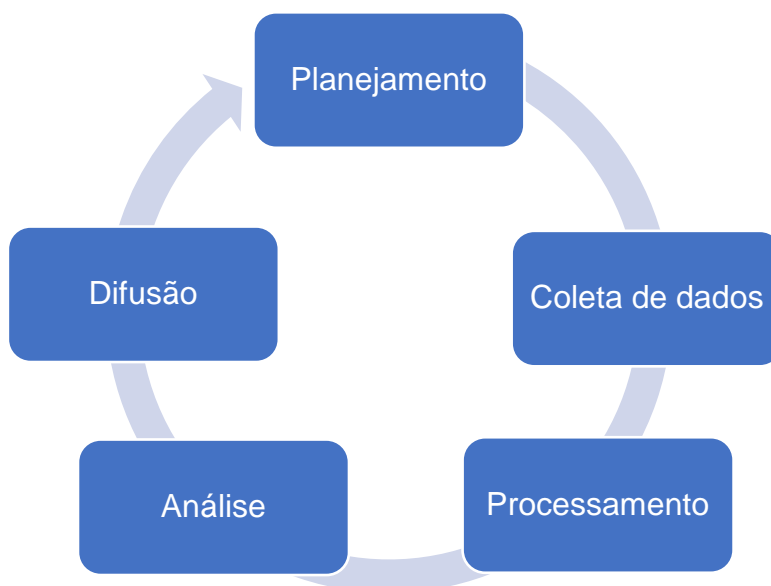 Planejamento
Coleta de dados
Processamento
Análise
Difusão